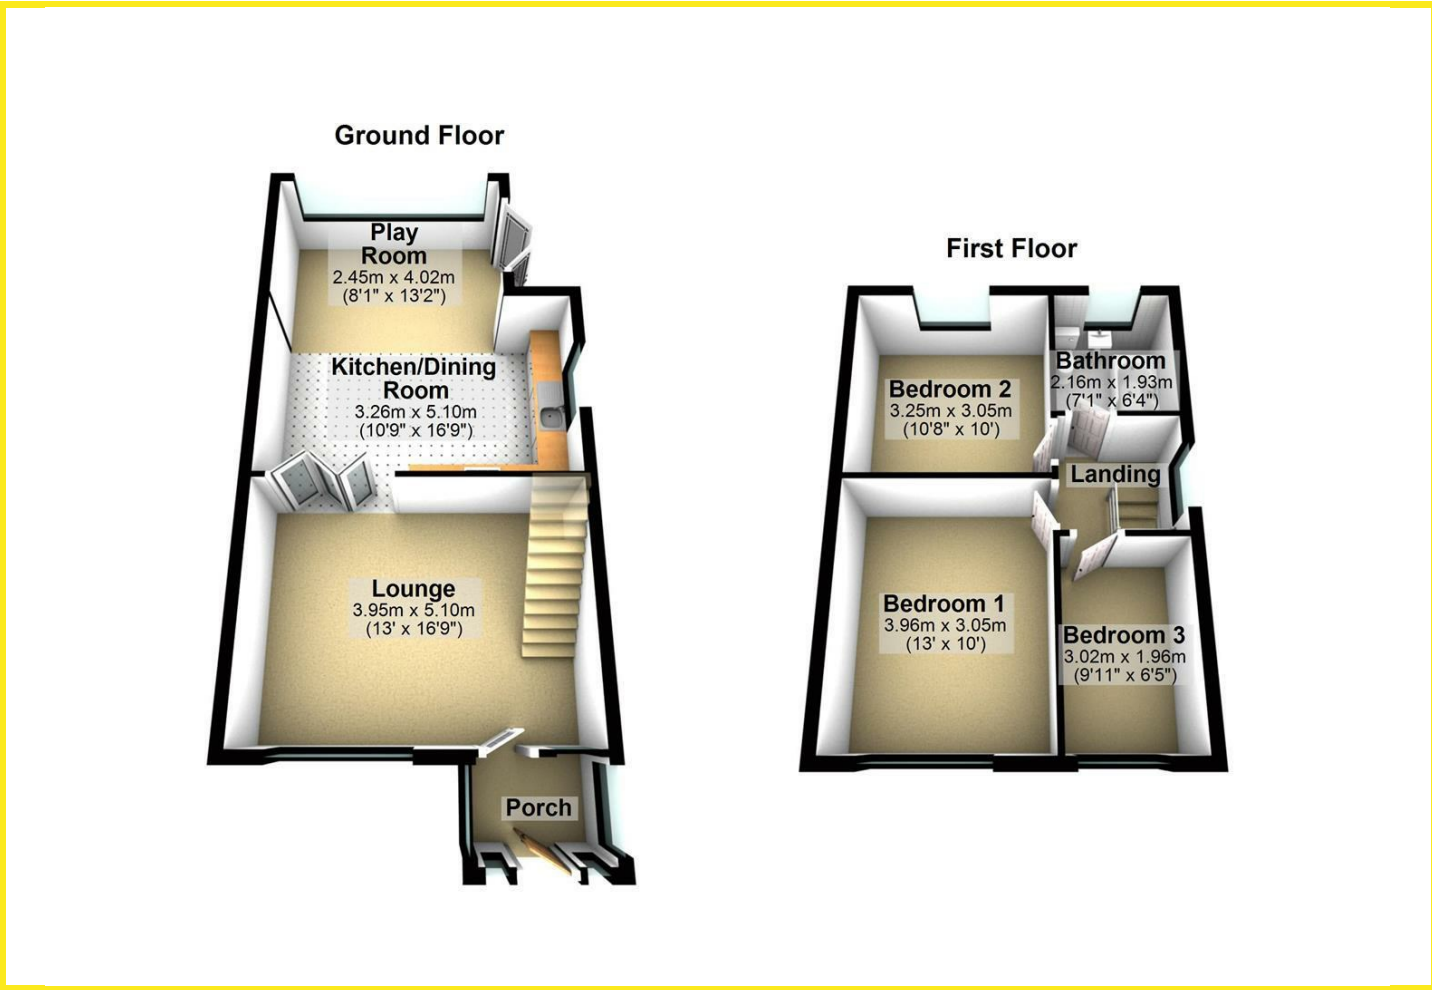 Ground Floor
Play
Room
2.45m x 4.02m
(8'1" x 13'2")
Kitchen/Dining
Room
3.26m x 5.10m
(10'9" x 16'9")
Lounge
3.95m x 5.10m
(13' x 16'9")
Porch
First Floor
Bedroom 2
3.25m x 3.05m
(10'8" x 10')
Bathroom
2.16m x 1.93m
(7'1" x 6'4")
Landing
Bedroom 1
3.96m x 3.05m
(13' x 10')
Bedroom 3
3.02m x 1.96m
(9'11" x 6'5")